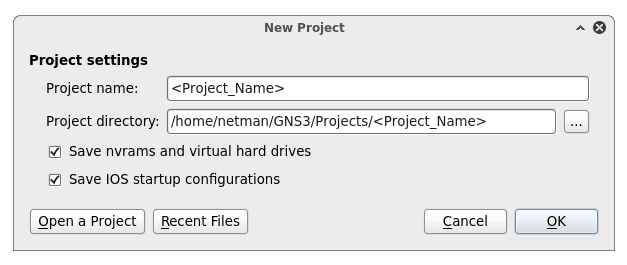 New Project
Project settings
Project name: <Project_Name>
Project directory: /home/netman/GNS3/Projects/<Project_Name> ...
Save nvrams and virtual hard drives
Save IOS startup configurations
Open a Project Recent Files Cancel OK